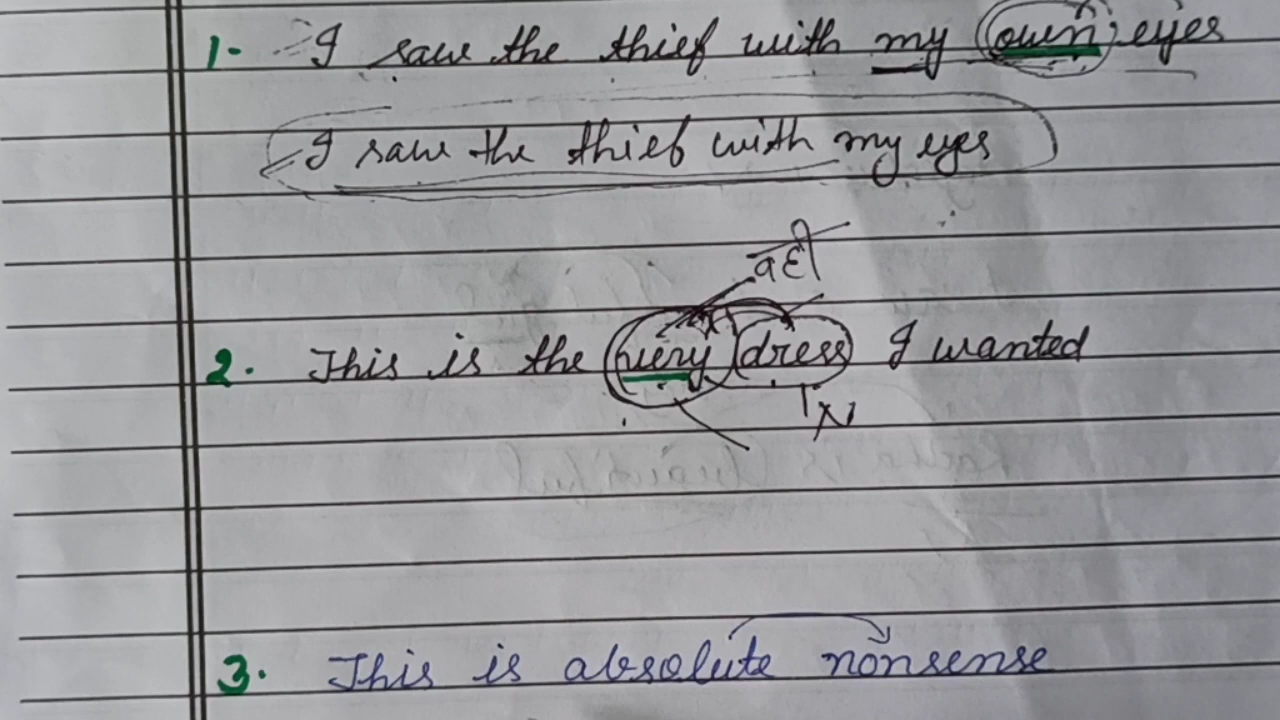 1. I saw the thief with my own eyes
I saw the thief with my eyes
वही
2. This is the very dress I wanted
N
3. This is absolute nonsense